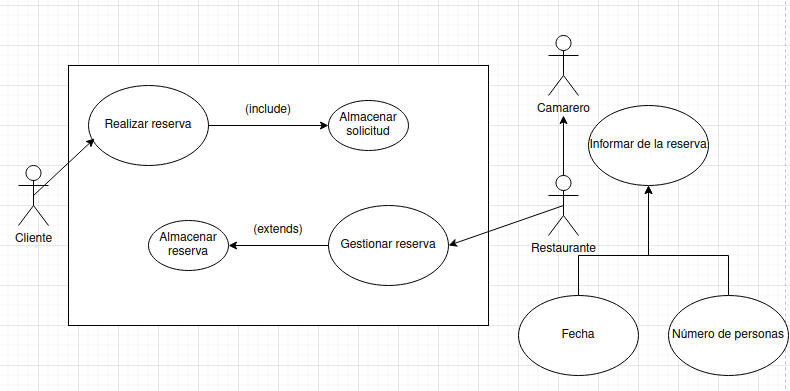 Camarero
Realizar reserva
(include)
Almacenar
solicitud
Informar de la reserva
Cliente
Almacenar
reserva
(extends)
Gestionar reserva
Restaurante
Fecha
Número de personas